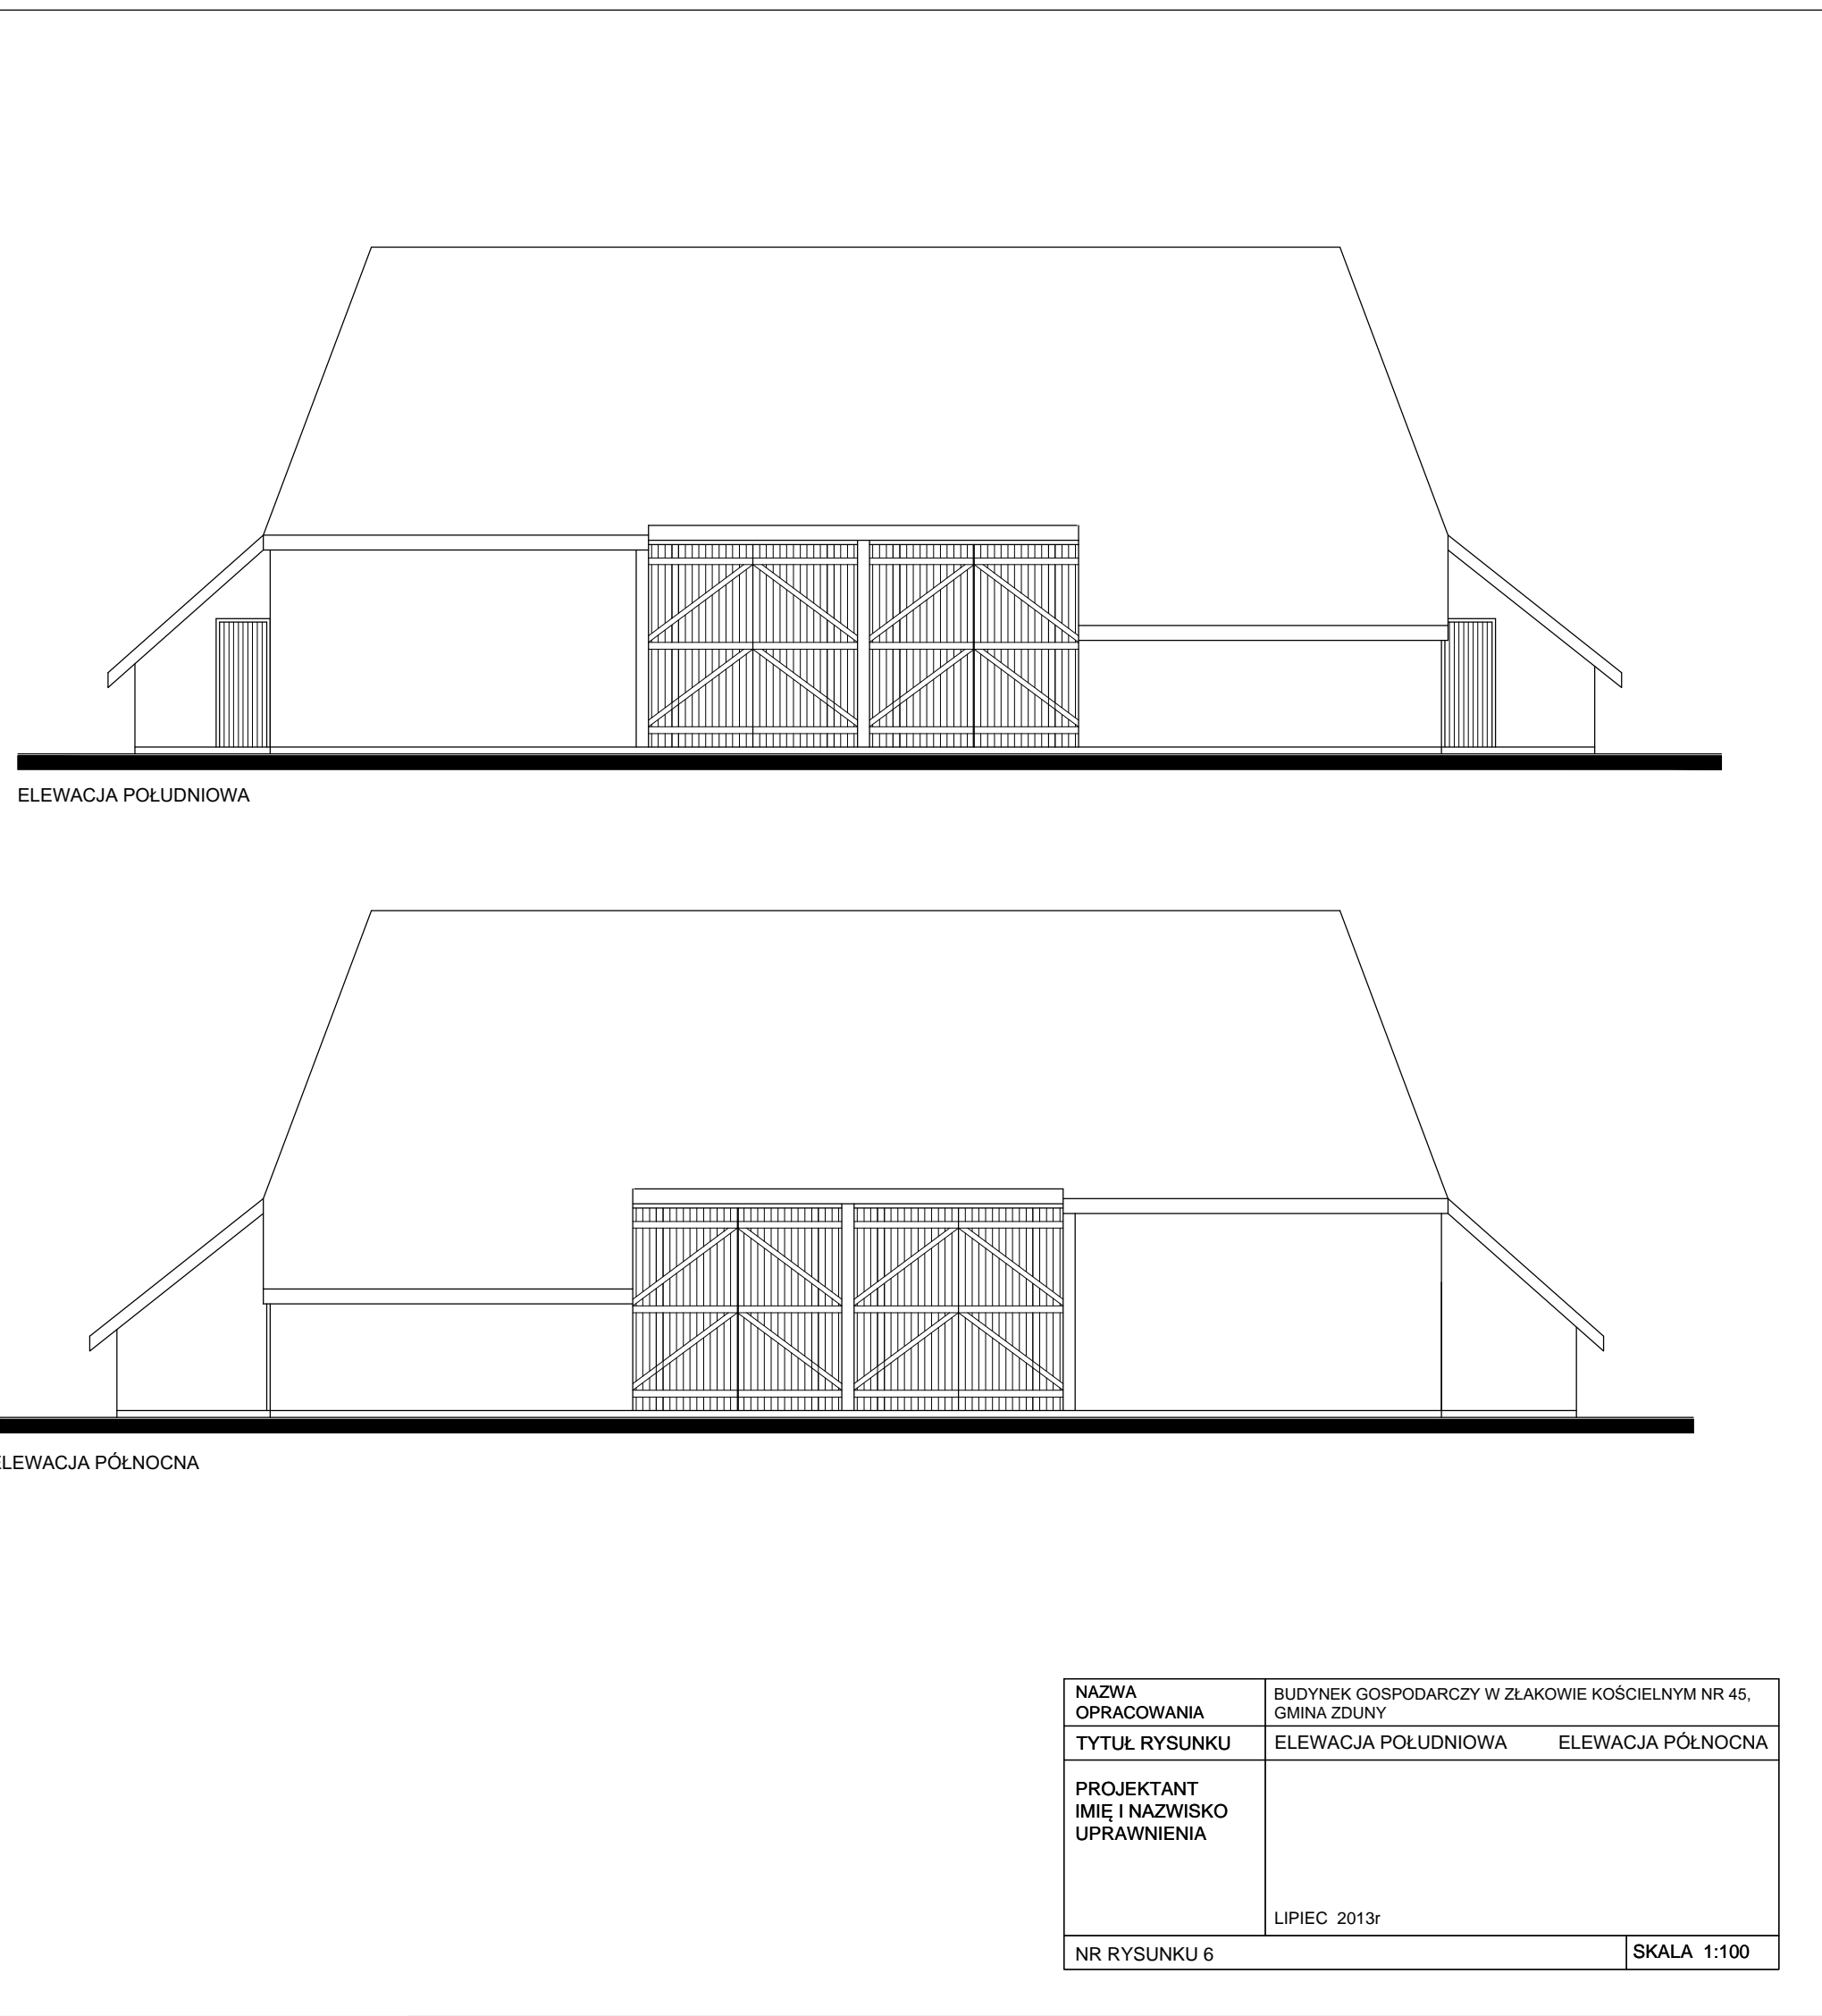 ELEWACJA POŁUDNIOWA
ELEWACJA PÓŁNOCNA
NAZWA
OPRACOWANIA
BUDYNEK GOSPODARCZY W ZŁAKOWIE KOŚCIELNYM NR 45,
GMINA ZDUNY
TYTUŁ RYSUNKU
ELEWACJA POŁUDNIOWA ELEWACJA PÓŁNOCNA
PROJEKTANT
IMIĘ I NAZWISKO
UPRAWNIENIA
LIPIEC 2013r
NR RYSUNKU 6
SKALA 1:100